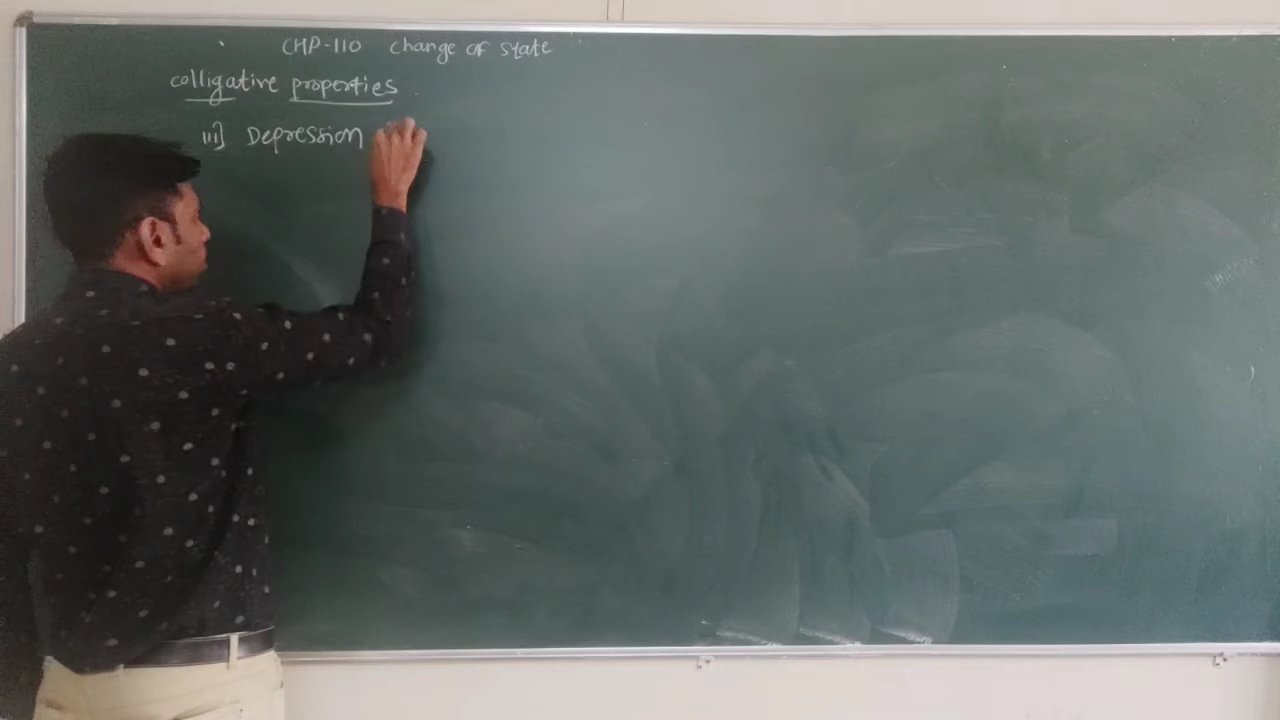 CHP-110 change of state
colligative properties
iii] Depression